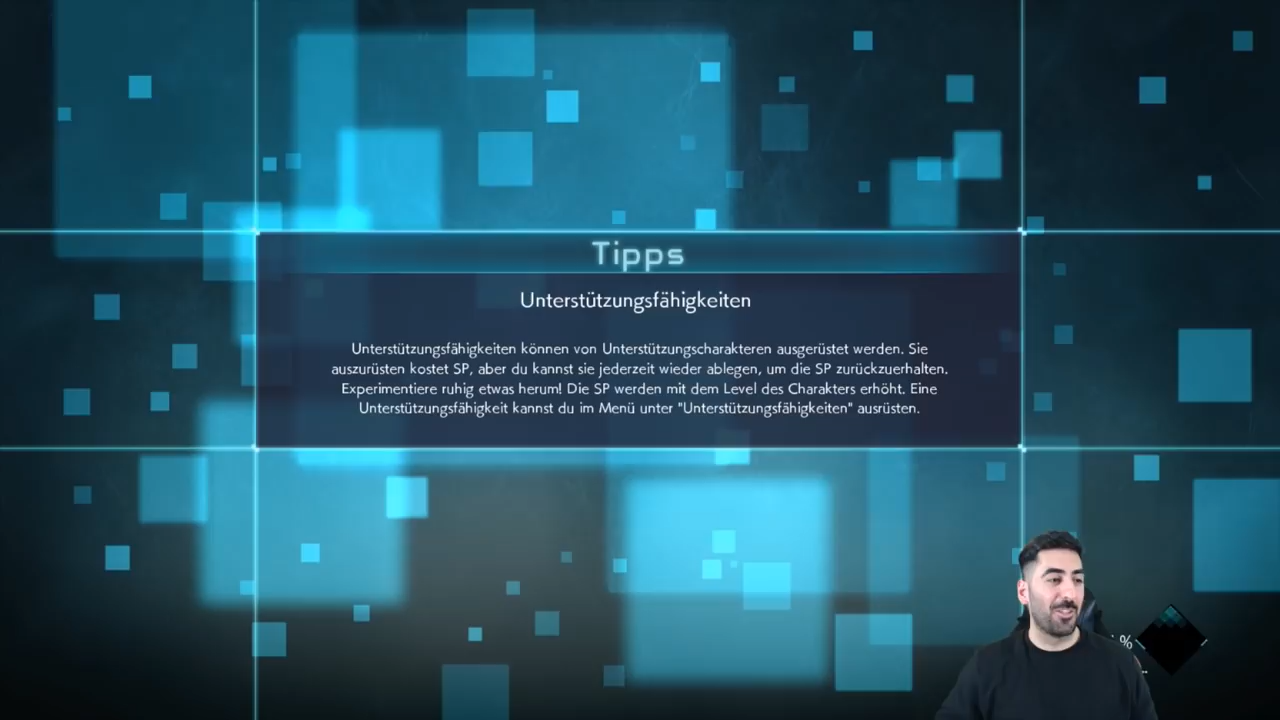 Tipps
Unterstützungsfähigkeiten
Unterstützungsfähigkeiten können von Unterstützungscharakteren ausgerüstet werden. Sie
auszurüsten kostet SP, aber du kannst sie jederzeit wieder ablegen, um die SP zurückzuerhalten.
Experimentiere ruhig etwas herum! Die SP werden mit dem Level des Charakters erhöht. Eine
Unterstützungsfähigkeit kannst du im Menü unter "Unterstützungsfähigkeiten" ausrüsten.
%